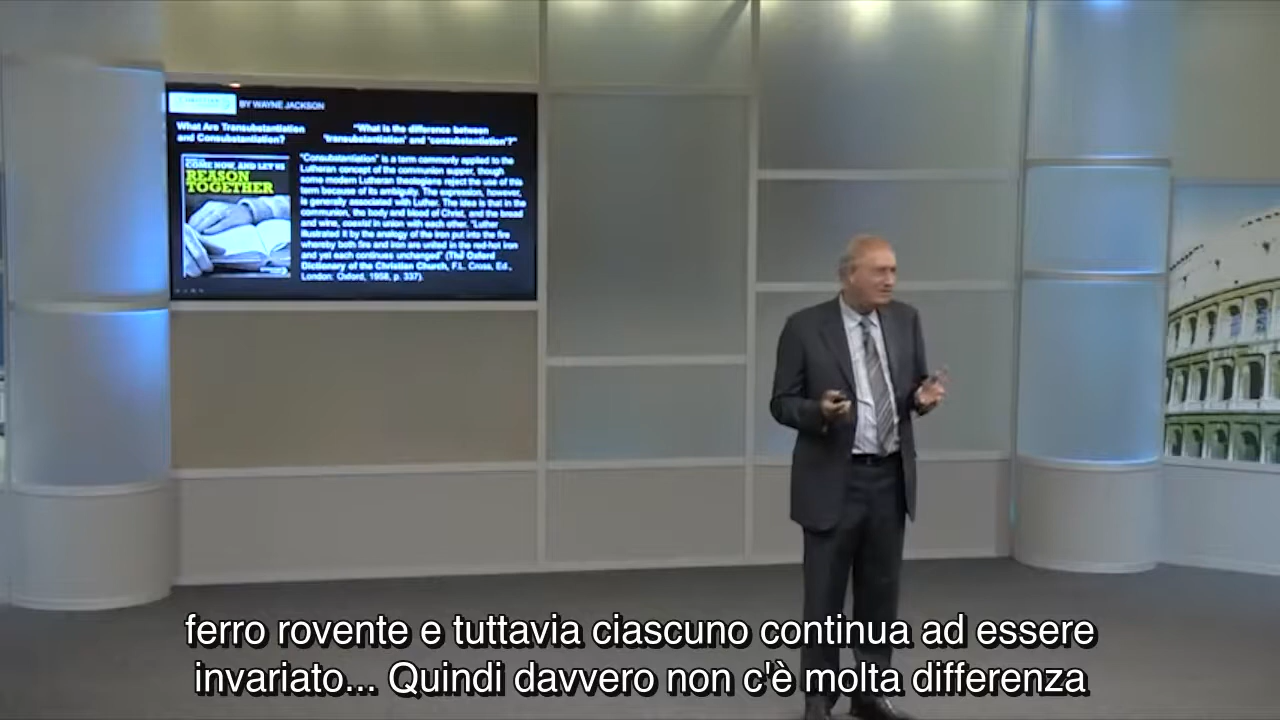 BY WAYNE JACKSON
What Are Transubstantiation
and Consubstantiation?
"What is the difference between
'transubstantiation' and 'consubstantiation'?"
COME NOW, AND LET US
REASON
TOGETHER
"Consubstantiation" is a term commonly applied to the
Lutheran concept of the communion supper, though
some modern Lutheran theologians reject the use of this
term because of its ambiguity. The expression, however,
is generally associated with Luther. The idea is that in the
communion, the body and blood of Christ, and the bread
and wine, coexist in union with each other. "Luther
illustrated it by the analogy of the iron put into the fire
whereby both fire and iron are united in the red-hot iron
and yet each continues unchanged" (The Oxford
Dictionary of the Christian Church, F.L. Cross, Ed.,
London: Oxford, 1958, p. 337).
ferro rovente e tuttavia ciascuno continua ad essere
invariato... Quindi davvero non c'è molta differenza